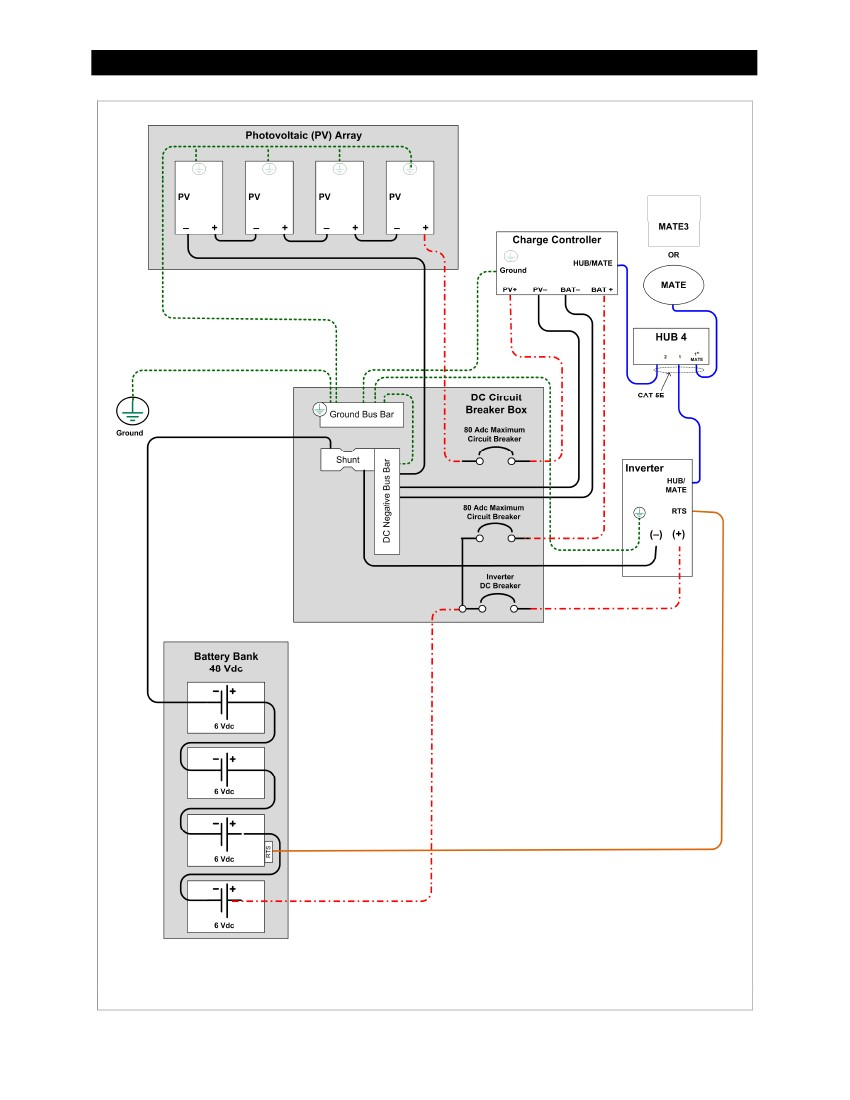 Photovoltaic (PV) Array
PV
PV
PV
PV
– +
– +
– +
– +
Charge Controller
Ground
HUB/MATE
PV+ PV– BAT– BAT +
MATE3
OR
MATE
HUB 4
2 1
1*
MATE
CAT 5E
Ground
Ground Bus Bar
DC Circuit
Breaker Box
80 Adc Maximum
Circuit Breaker
Shunt
DC Negative Bus Bar
80 Adc Maximum
Circuit Breaker
Inverter
DC Breaker
Inverter
HUB/
MATE
RTS
(–) (+)
Battery Bank
48 Vdc
– +
6 Vdc
– +
6 Vdc
– +
6 Vdc
RTS
– +
6 Vdc